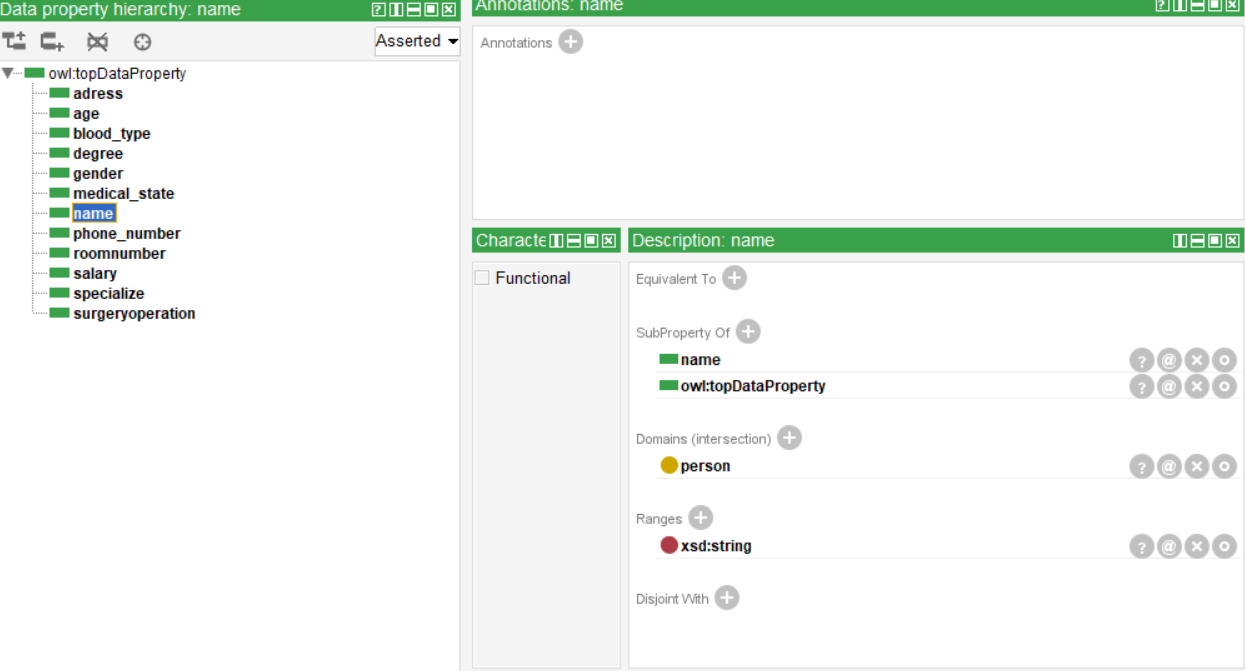 Data property hierarchy: name
Asserted
owl:topDataProperty
adress
age
blood_type
degree
gender
medical_state
name
phone_number
roomnumber
salary
specialize
surgeryoperation
Annotations: name
Annotations
Characte
Functional
Description: name
Equivalent To
SubProperty Of
name
owl:topDataProperty
Domains (intersection)
person
Ranges
xsd:string
Disjoint With